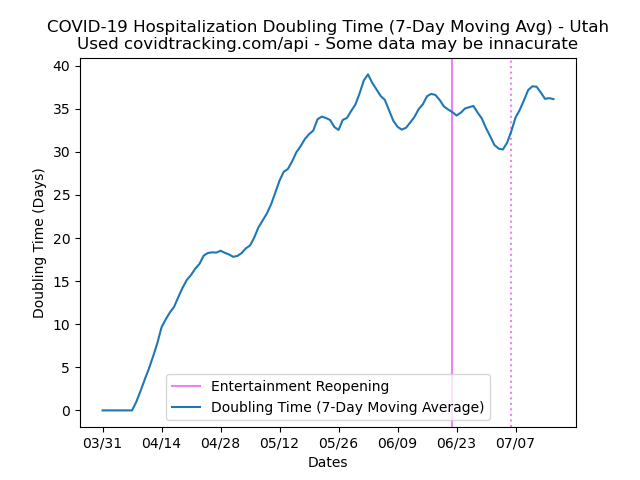 COVID-19 Hospitalization Doubling Time (7-Day Moving Avg) - Utah
Used covidtracking.com/api - Some data may be innacurate
40
35
30
25
20
15
10
5
0
Doubling Time (Days)
Entertainment Reopening
Doubling Time (7-Day Moving Average)
03/31 04/14 04/28 05/12 05/26 06/09 06/23 07/07
Dates